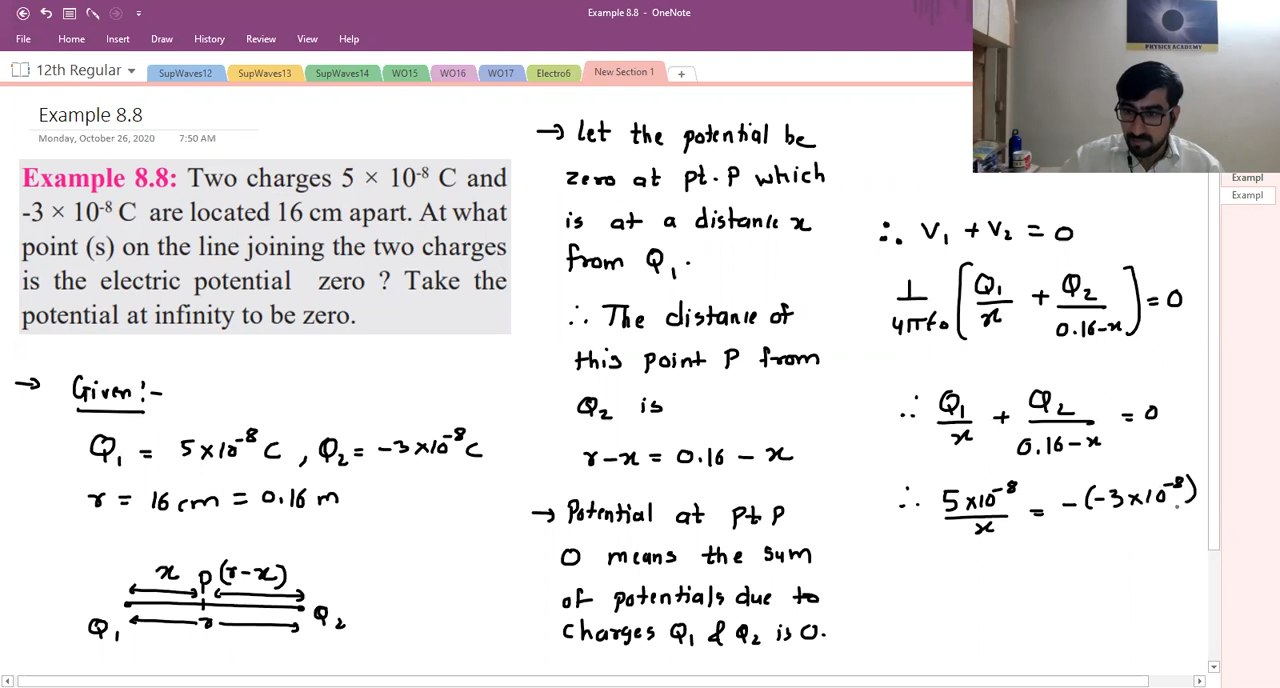 Example 8.8 - OneNote
File Home Insert Draw History Review View Help
12th Regular
SupWaves12 SupWaves13 SupWaves14 WO15 WO16 WO17 Electro6 New Section 1 +
PHYSICS ACADEMY
Exampl
Exampl
Example 8.8
Monday, October 26, 2020 7:50 AM
Example 8.8: Two charges 5 × 10⁻⁸ C and
-3 × 10⁻⁸ C are located 16 cm apart. At what
point (s) on the line joining the two charges
is the electric potential zero ? Take the
potential at infinity to be zero.
→ Given:-
Q₁ = 5×10⁻⁸ C, Q₂ = -3×10⁻⁸ C
r = 16 cm = 0.16 m
x P (r-x)
Q₁ r Q₂
→ Let the potential be
zero at pt. P which
is at a distance x
from Q₁.
∴ The distance of
this point P from
Q₂ is
r-x = 0.16 - x
→ Potential at pt P
0 means the sum
of potentials due to
charges Q₁ & Q₂ is 0.
∴ V₁ + V₂ = 0
1/4πε₀ [Q₁/x + Q₂/0.16-x] = 0
∴ Q₁/x + Q₂/0.16-x = 0
∴ 5×10⁻⁸/x = -(-3×10⁻⁸)